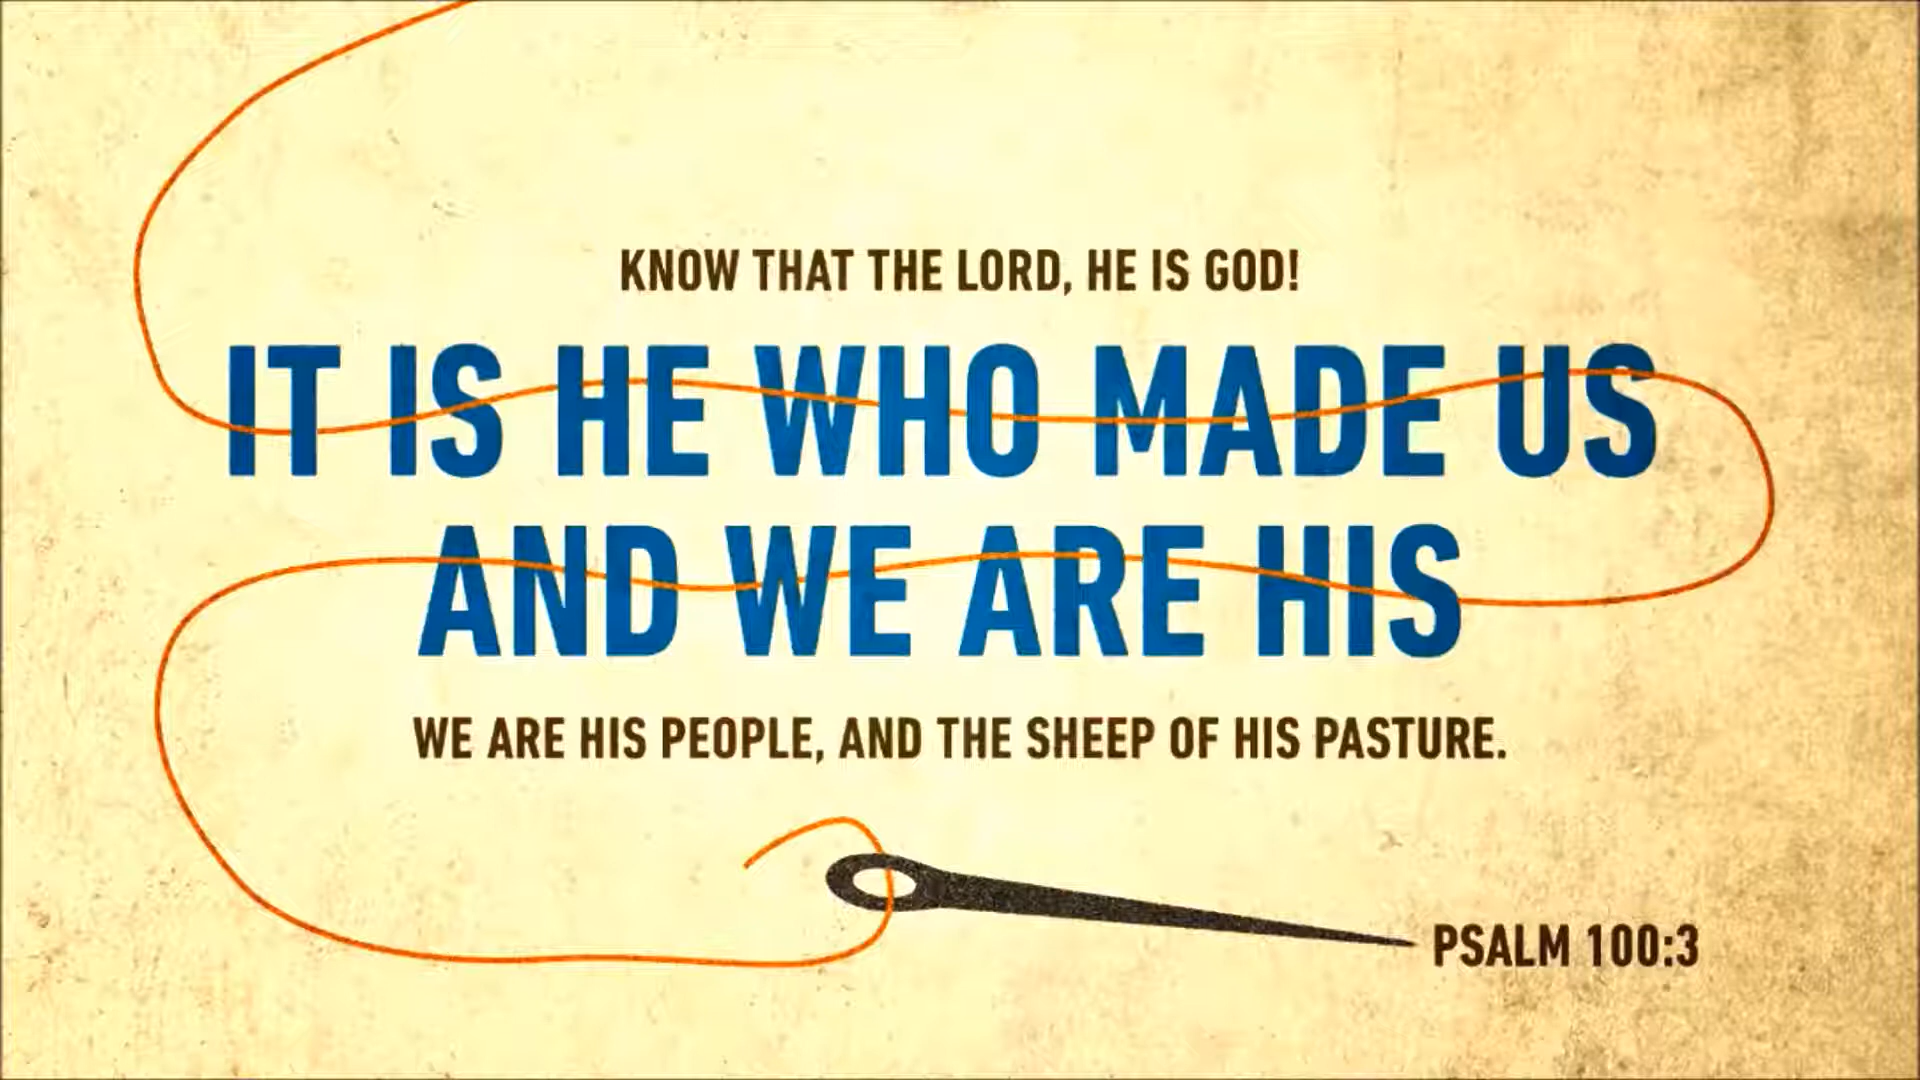 KNOW THAT THE LORD, HE IS GOD!
IT IS HE WHO MADE US
AND WE ARE HIS
WE ARE HIS PEOPLE, AND THE SHEEP OF HIS PASTURE.
PSALM 100:3